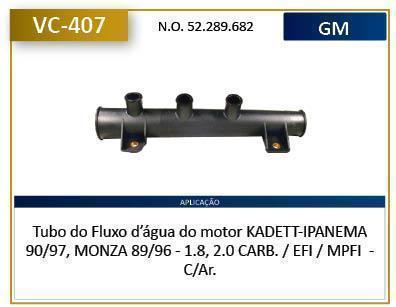 VC-407
N.O. 52.289.682
GM
APLICAÇÃO
Tubo do Fluxo d’água do motor KADETT-IPANEMA
90/97, MONZA 89/96 - 1.8, 2.0 CARB. / EFI / MPFI -
C/Ar.